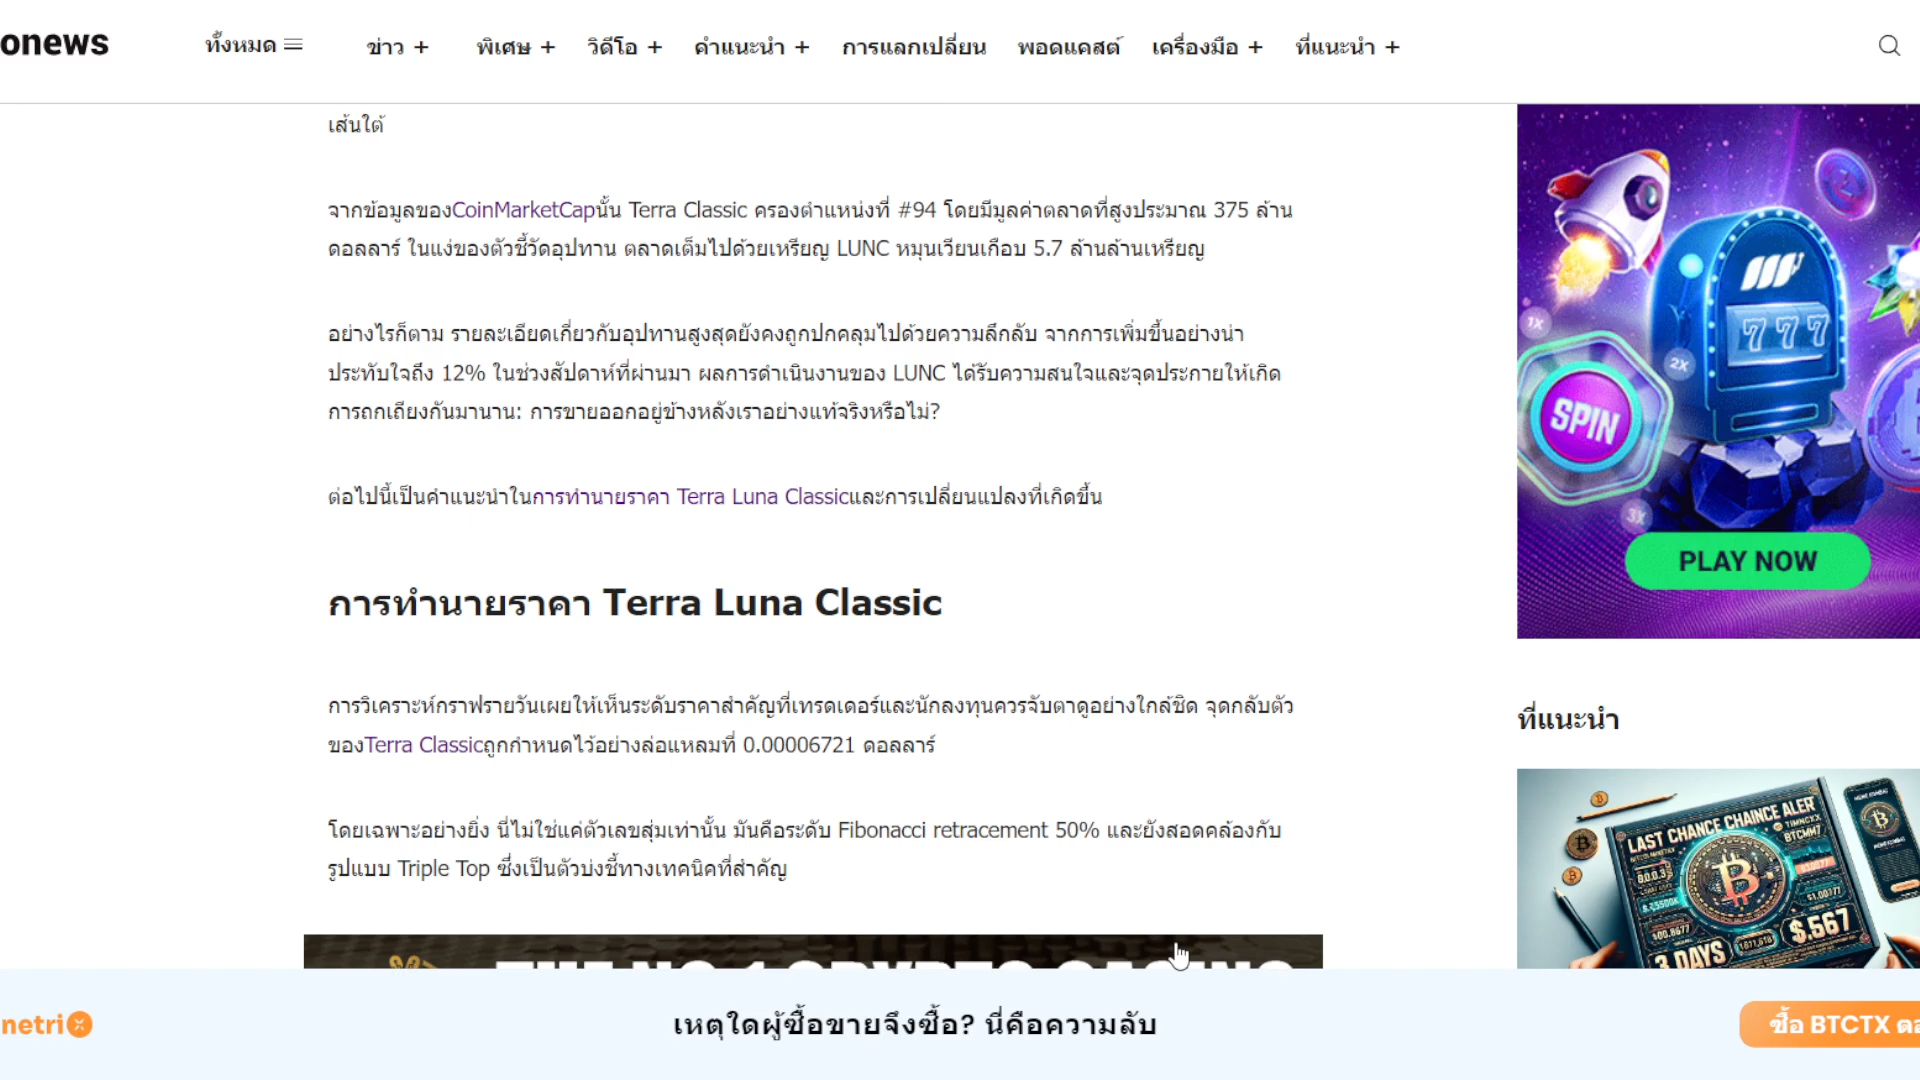 onews
ทั้งหมด ข่าว + พิเศษ + วิดีโอ + คำแนะนำ + การแลกเปลี่ยน พอดแคสต์ เครื่องมือ + ที่แนะนำ +
เส้นใต้
จากข้อมูลของCoinMarketCapนั้น Terra Classic ครองตำแหน่งที่ #94 โดยมีมูลค่าตลาดที่สูงประมาณ 375 ล้าน
ดอลลาร์ ในแง่ของตัวชี้วัดอุปทาน ตลาดเต็มไปด้วยเหรียญ LUNC หมุนเวียนเกือบ 5.7 ล้านล้านเหรียญ
อย่างไรก็ตาม รายละเอียดเกี่ยวกับอุปทานสูงสุดยังคงถูกปกคลุมไปด้วยความลึกลับ จากการเพิ่มขึ้นอย่างน่า
ประทับใจถึง 12% ในช่วงสัปดาห์ที่ผ่านมา ผลการดำเนินงานของ LUNC ได้รับความสนใจและจุดประกายให้เกิด
การถกเถียงกันมานาน: การขายออกอยู่ข้างหลังเราอย่างแท้จริงหรือไม่?
ต่อไปนี้เป็นคำแนะนำในการทำนายราคา Terra Luna Classicและการเปลี่ยนแปลงที่เกิดขึ้น
การทำนายราคา Terra Luna Classic
การวิเคราะห์กราฟรายวันเผยให้เห็นระดับราคาสำคัญที่เทรดเดอร์และนักลงทุนควรจับตาดูอย่างใกล้ชิด จุดกลับตัว
ของTerra Classicถูกกำหนดไว้อย่างล่อแหลมที่ 0.00006721 ดอลลาร์
โดยเฉพาะอย่างยิ่ง นี่ไม่ใช่แค่ตัวเลขสุ่มเท่านั้น มันคือระดับ Fibonacci retracement 50% และยังสอดคล้องกับ
รูปแบบ Triple Top ซึ่งเป็นตัวบ่งชี้ทางเทคนิคที่สำคัญ
THE NO.1 CRYPTO CASINO
1X
777
2X
SPIN
3X
PLAY NOW
ที่แนะนำ
LAST CHANCE CHAINCE ALER
$.567
3 DAYS
netri
เหตุใดผู้ซื้อขายจึงซื้อ? นี่คือความลับ
ซื้อ BTCTX ตอ